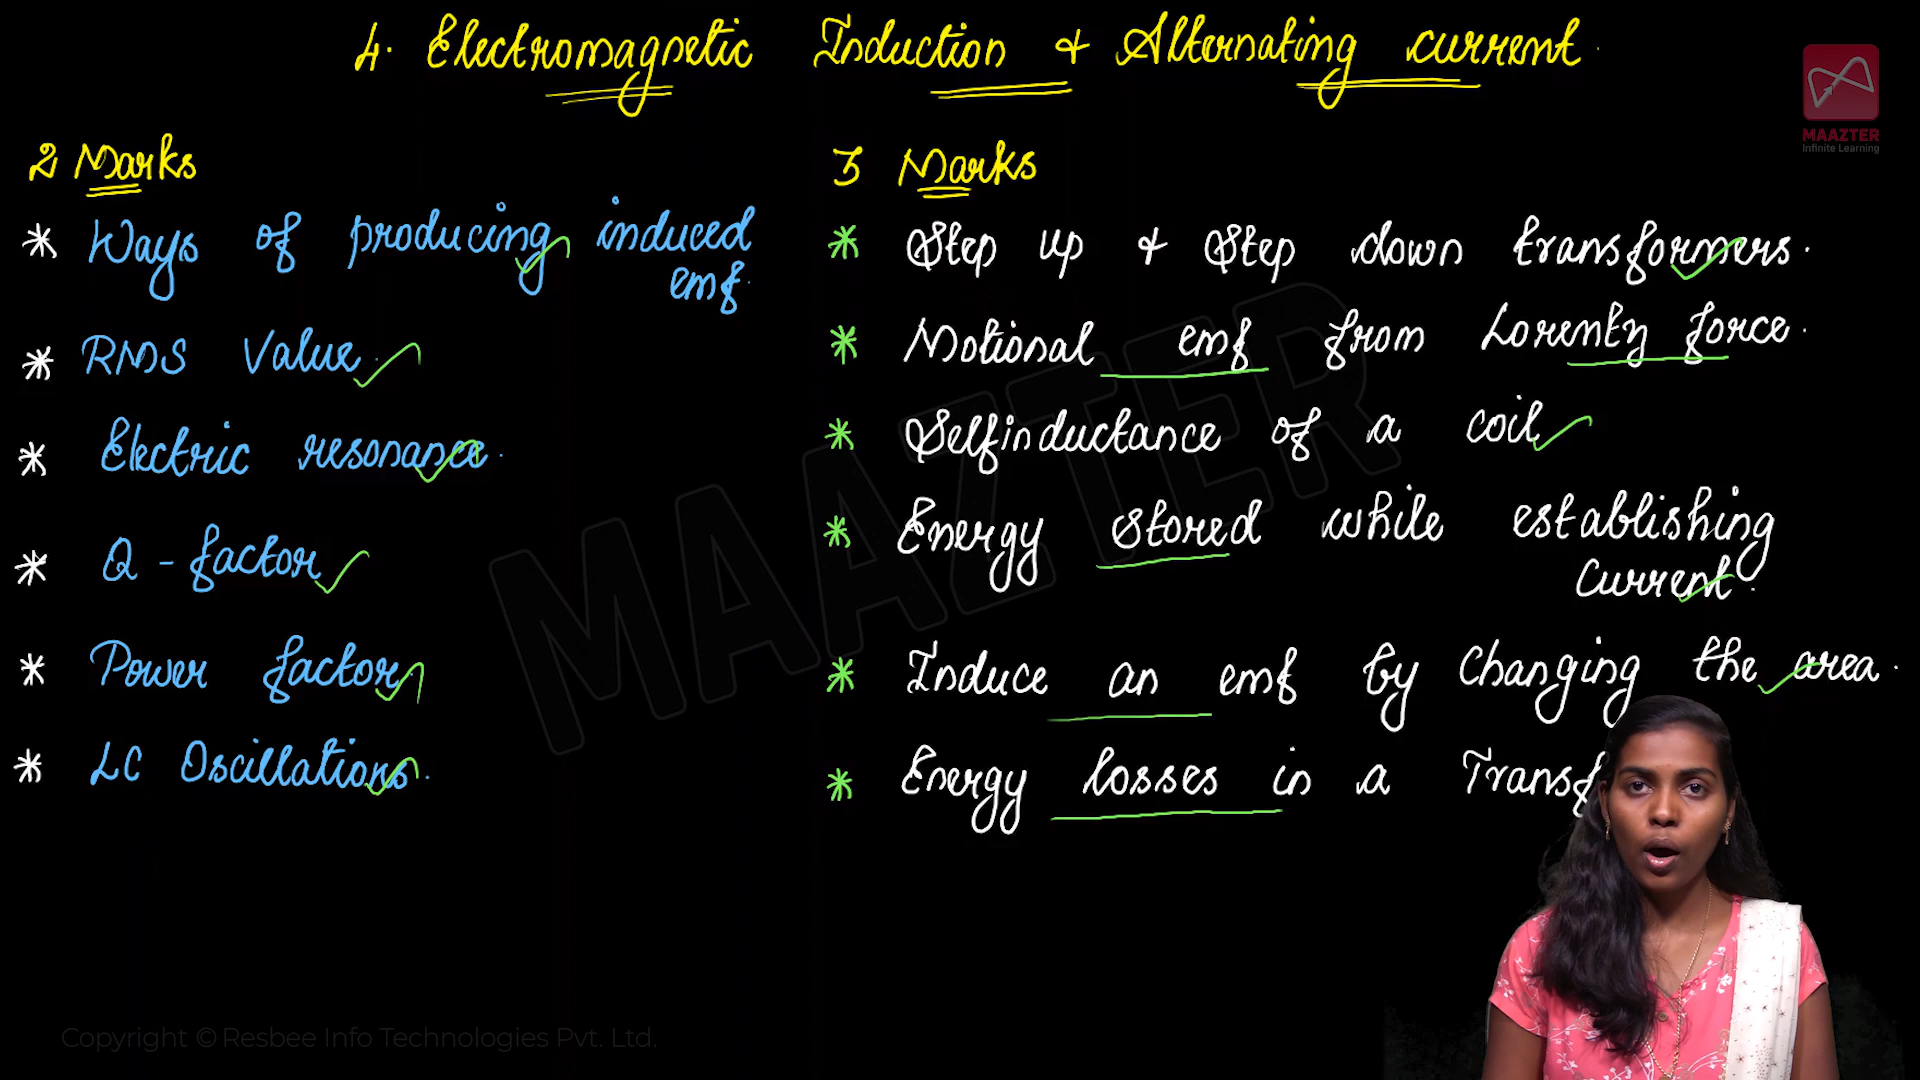 4. Electromagnetic Induction & Alternating current.
MAAZTER
Infinite Learning
2 Marks
* Ways of producing induced
emf.
* RMS Value.
* Electric resonance.
* Q - factor
* Power factor.
* LC Oscillations.
3 Marks
* Step up & Step down transformers.
* Motional emf from Lorentz force.
* Selfinductance of a coil
* Energy stored while establishing
Current.
* Induce an emf by Changing the area.
* Energy losses in a Transf
MAAZTER
Copyright © Resbee Info Technologies Pvt. Ltd.